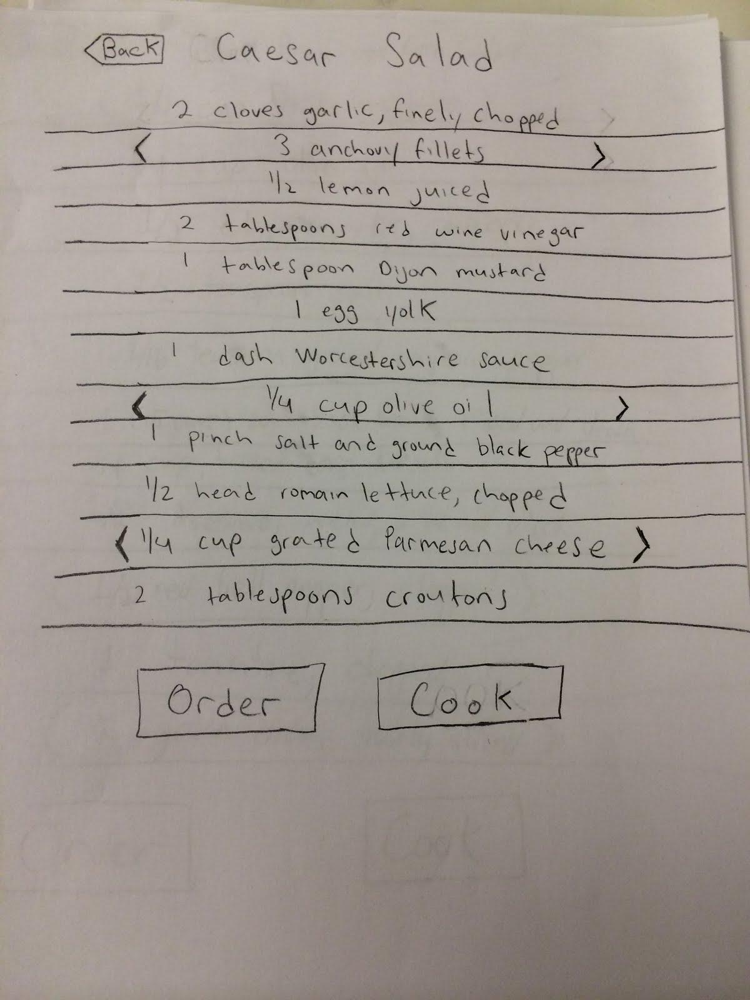 Back Caesar Salad
2 cloves garlic, finely chopped
< 3 anchovy fillets >
1/2 lemon juiced
2 tablespoons red wine vinegar
1 tablespoon Dijon mustard
1 egg yolk
1 dash Worcestershire sauce
< 1/4 cup olive oil >
1 pinch salt and ground black pepper
1/2 head romain lettuce, chopped
< 1/4 cup grated Parmesan cheese >
2 tablespoons croutons
Order Cook
Order Cook